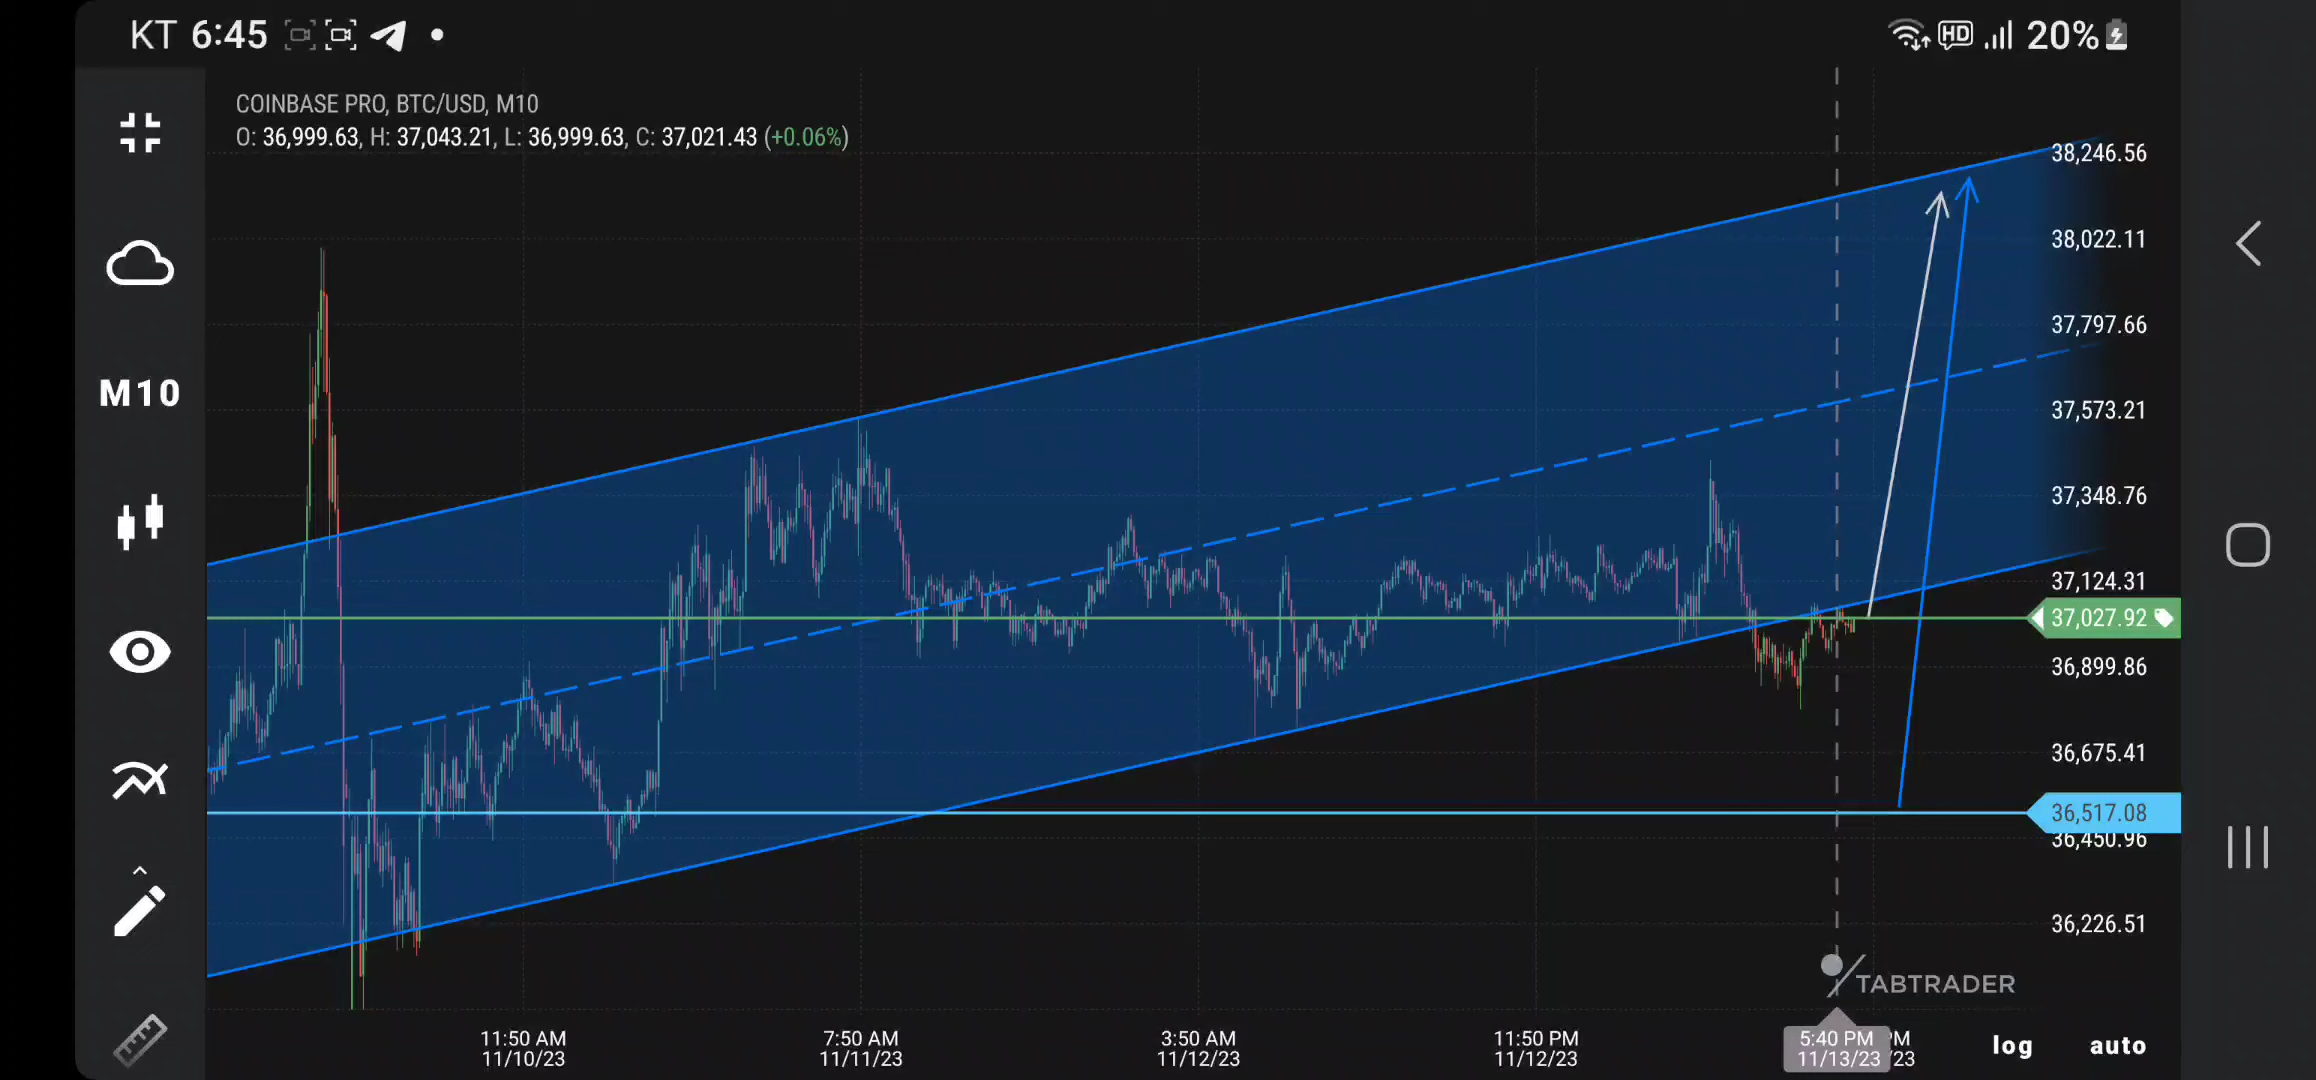 KT 6:45
HD 20%
COINBASE PRO, BTC/USD, M10
O: 36,999.63, H: 37,043.21, L: 36,999.63, C: 37,021.43 (+0.06%)
M10
38,246.56
38,022.11
37,797.66
37,573.21
37,348.76
37,124.31
37,027.92
36,899.86
36,675.41
36,517.08
36,450.96
36,226.51
TABTRADER
11:50 AM
11/10/23
7:50 AM
11/11/23
3:50 AM
11/12/23
11:50 PM
11/12/23
5:40 PM
11/13/23
log
auto